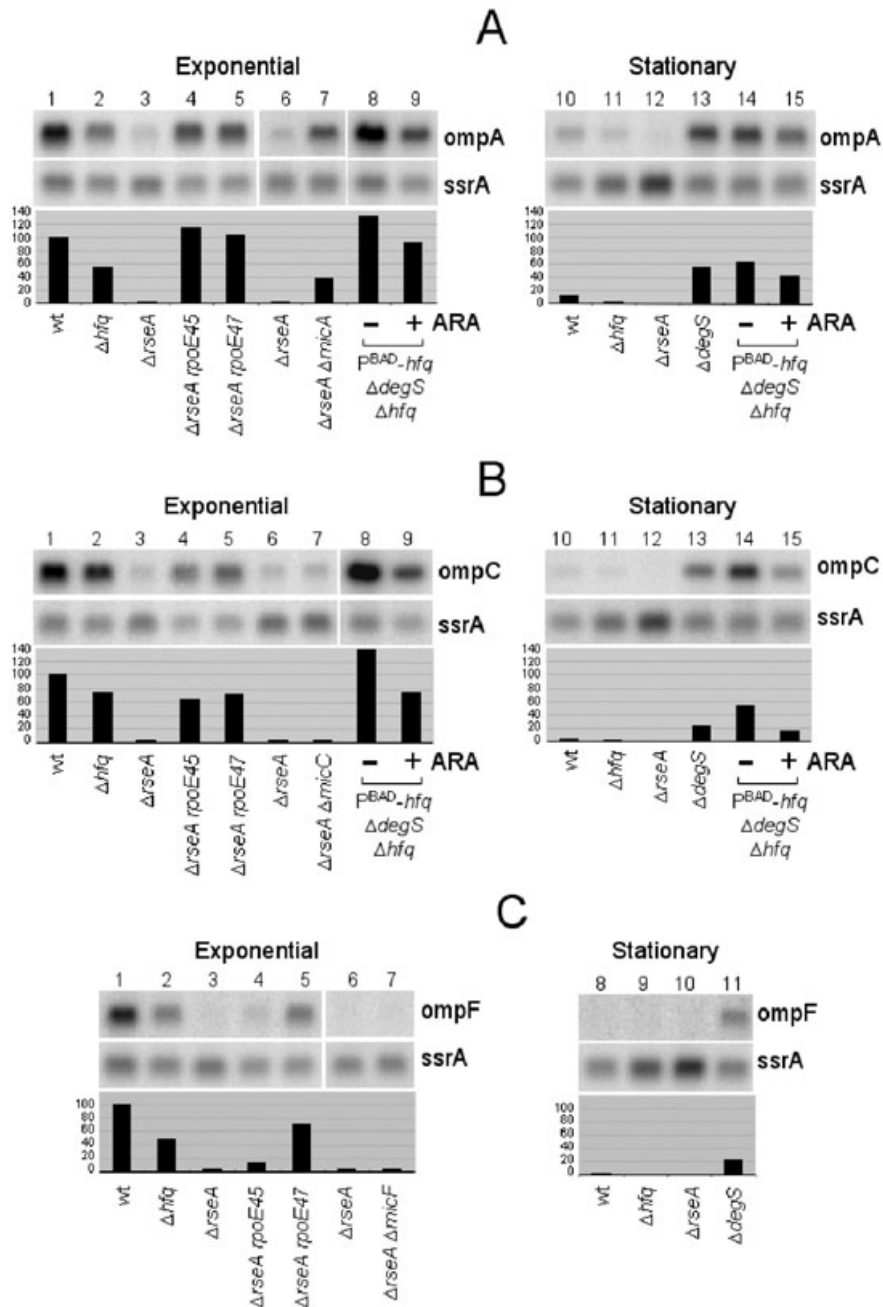 A
Exponential
Stationary
1 2 3 4 5 6 7 8 9
10 11 12 13 14 15
ompA
ompA
ssrA
ssrA
140
120
100
80
60
40
20
0
140
120
100
80
60
40
20
0
wt
Δhfq
ΔrseA
ΔrseA rpoE45
ΔrseA rpoE47
ΔrseA
ΔrseA ΔmicA
– + ARA
PBAD-hfq
ΔdegS
Δhfq
wt
Δhfq
ΔrseA
ΔdegS
– + ARA
PBAD-hfq
ΔdegS
Δhfq
B
Exponential
Stationary
1 2 3 4 5 6 7 8 9
10 11 12 13 14 15
ompC
ompC
ssrA
ssrA
140
120
100
80
60
40
20
0
140
120
100
80
60
40
20
0
wt
Δhfq
ΔrseA
ΔrseA rpoE45
ΔrseA rpoE47
ΔrseA
ΔrseA ΔmicC
– + ARA
PBAD-hfq
ΔdegS
Δhfq
wt
Δhfq
ΔrseA
ΔdegS
– + ARA
PBAD-hfq
ΔdegS
Δhfq
C
Exponential
Stationary
1 2 3 4 5 6 7
8 9 10 11
ompF
ompF
ssrA
ssrA
100
80
60
40
20
0
100
80
60
40
20
0
wt
Δhfq
ΔrseA
ΔrseA rpoE45
ΔrseA rpoE47
ΔrseA
ΔrseA ΔmicF
wt
Δhfq
ΔrseA
ΔdegS